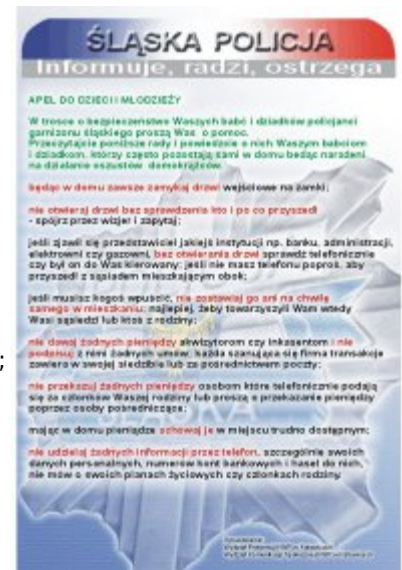 ŚLĄSKA POLICJA
Informuje, radzi, ostrzega
APEL DO DZIECI I MŁODZIEŻY
W trosce o bezpieczeństwo Waszych babć i dziadków policjanci
garnizonu śląskiego proszą Was o pomoc.
Przeczytajcie poniższe rady i powiedzcie o nich Waszym babciom
i dziadkom, którzy często pozostają sami w domu będąc narażeni
na działanie oszustów domokrążców.
będąc w domu zawsze zamykaj drzwi wejściowe na zamki;
nie otwieraj drzwi bez sprawdzenia kto i po co przyszedł
- spójrz przez wizjer i zapytaj;
jeśli zjawił się przedstawiciel jakiejś instytucji np. banku, administracji,
elektrowni czy gazowni, bez otwierania drzwi sprawdź telefonicznie
czy był on do Was kierowany; jeśli nie masz telefonu poproś, aby
przyszedł z sąsiadem mieszkającym obok;
jeśli musisz kogoś wpuścić, nie zostawiaj go ani na chwilę
samego w mieszkaniu; najlepiej, żeby towarzyszyli Wam wtedy
Wasi sąsiedzi lub ktoś z rodziny;
nie dawaj żadnych pieniędzy akwizytorom czy inkasentom i nie
podpisuj z nimi żadnych umów; każda szanująca się firma transakcje
zawiera w swojej siedzibie lub za pośrednictwem poczty;
;
nie przekazuj żadnych pieniędzy osobom które telefonicznie podają
się za członków Waszej rodziny lub proszą o przekazanie pieniędzy
poprzez osoby pośredniczące;
mając w domu pieniądze schowaj je w miejscu trudno dostępnym;
nie udzielaj żadnych informacji przez telefon, szczególnie swoich
danych personalnych, numerów kont bankowych i haseł do nich,
nie mów o swoich planach życiowych czy członkach rodziny.